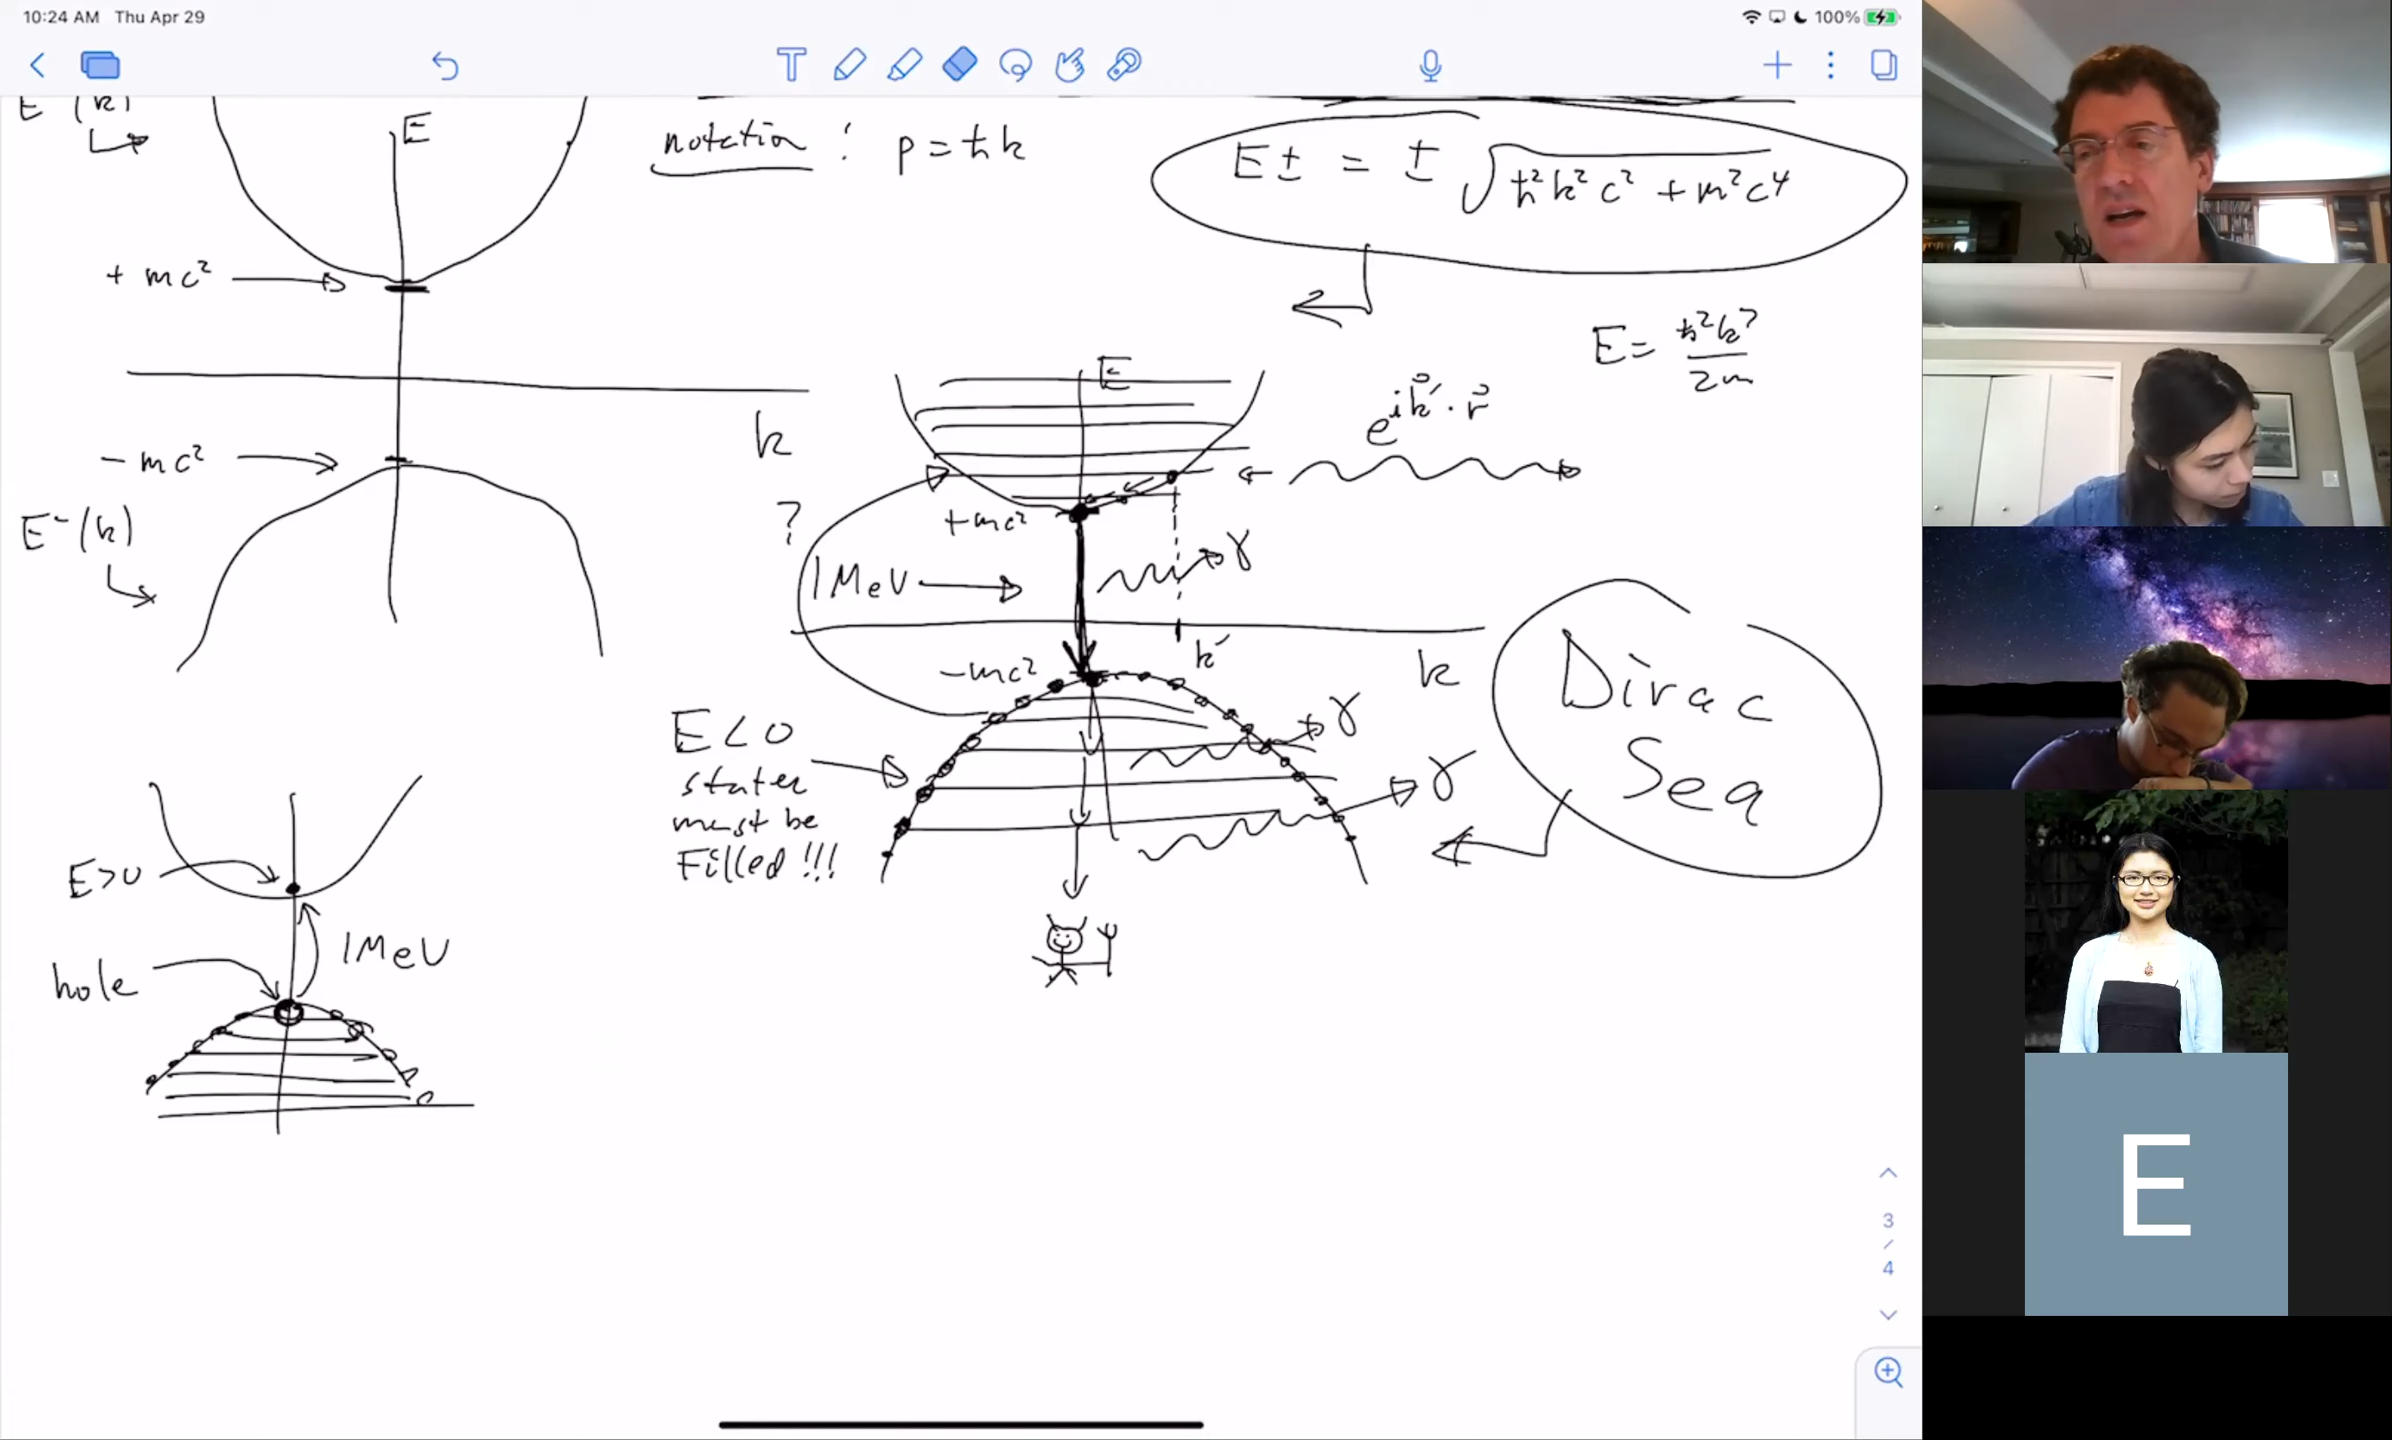 10:24 AM Thu Apr 29
100%
E⁻(k)
E
notation : p = ħk
E± = ± √ħ²k²c² + m²c⁴
+ mc²
E = ħ²k² / 2m
k
- mc²
E⁻(k)
E
e^{i k⃗′ · r⃗}
?
+mc²
1MeV
γ
k′
k
-mc²
Dirac
Sea
E<0
states
must be
Filled !!!
γ
γ
E>0
1MeV
hole
3
/
4
E